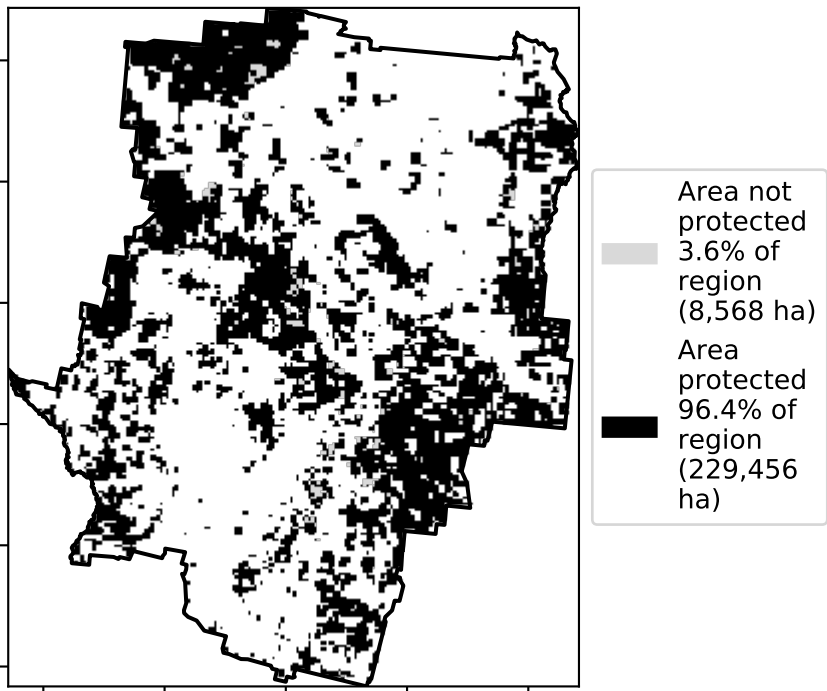 Area not
protected
3.6% of
region
(8,568 ha)
Area
protected
96.4% of
region
(229,456
ha)